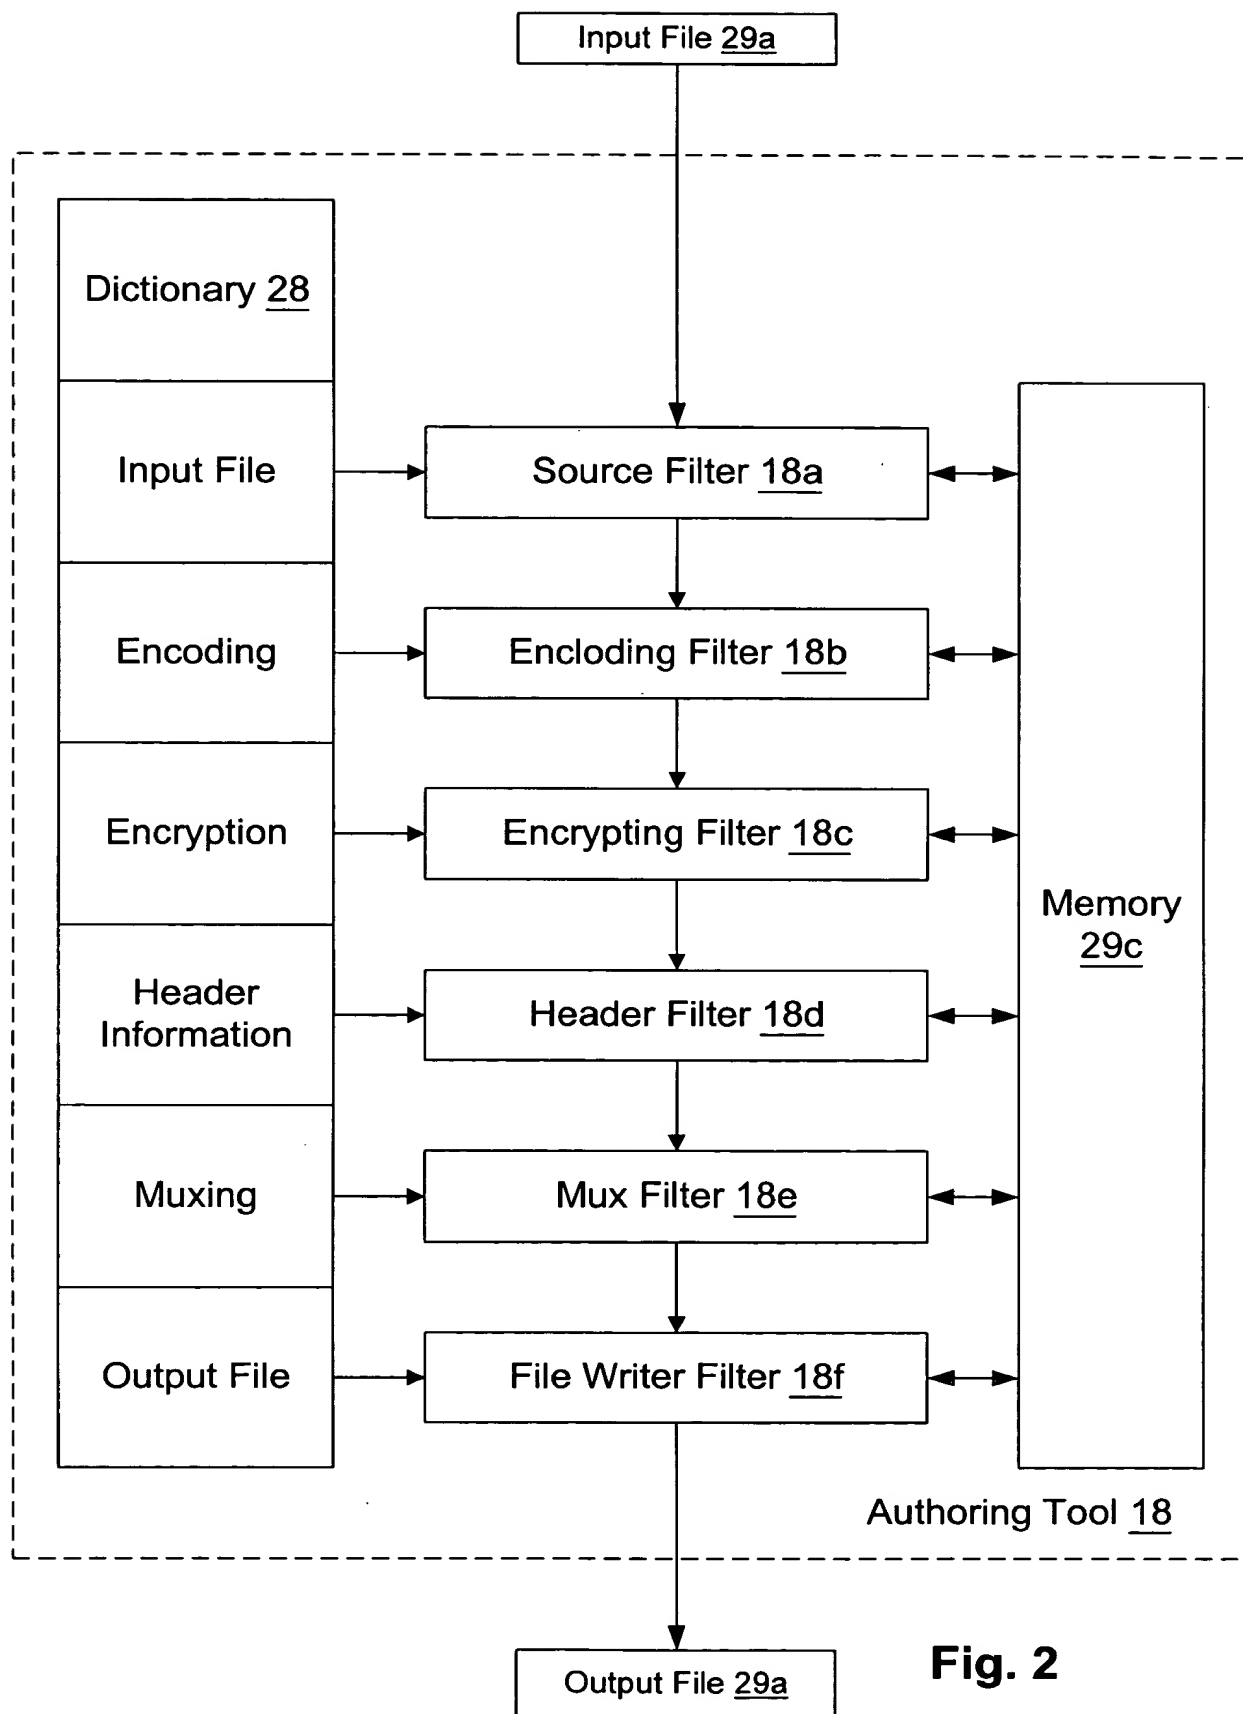 Input File 29a
Dictionary 28
Input File
Source Filter 18a
Encoding
Encloding Filter 18b
Encryption
Encrypting Filter 18c
Memory
29c
Header
Information
Header Filter 18d
Muxing
Mux Filter 18e
Output File
File Writer Filter 18f
Authoring Tool 18
Output File 29a
Fig. 2